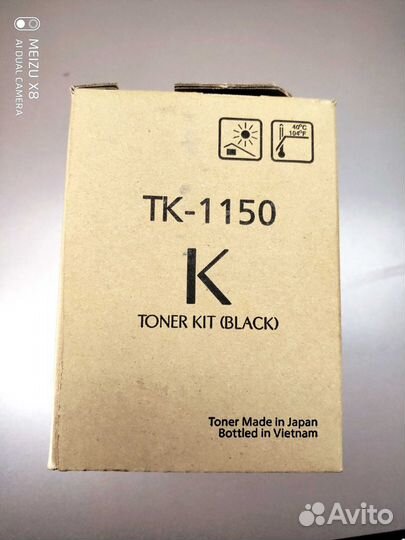 MEIZU X8
AI DUAL CAMERA
40°C
104°F
TK-1150
K
TONER KIT (BLACK)
Toner Made in Japan
Bottled in Vietnam
Avito